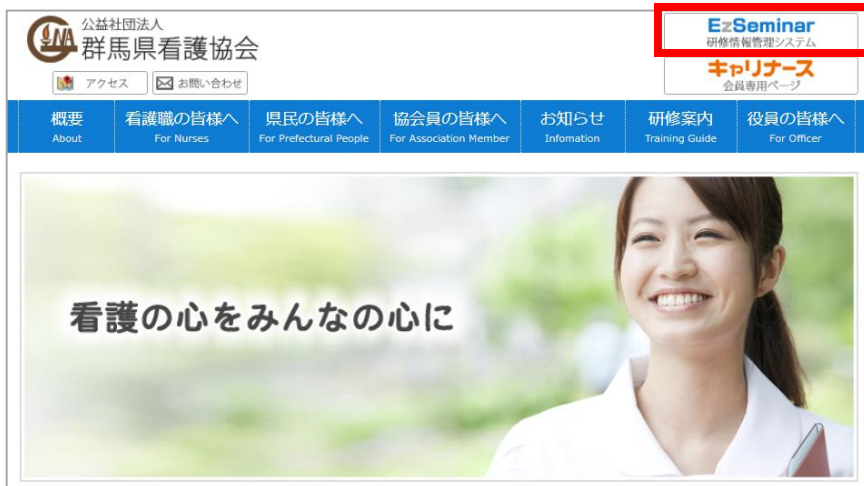 公益社団法人
群馬県看護協会
アクセス
お問い合わせ
EzSeminar
研修情報管理システム
キャリナース
会員専用ページ
概要
About
看護職の皆様へ
For Nurses
県民の皆様へ
For Prefectural People
協会員の皆様へ
For Association Member
お知らせ
Infomation
研修案内
Training Guide
役員の皆様へ
For Officer
看護の心をみんなの心に